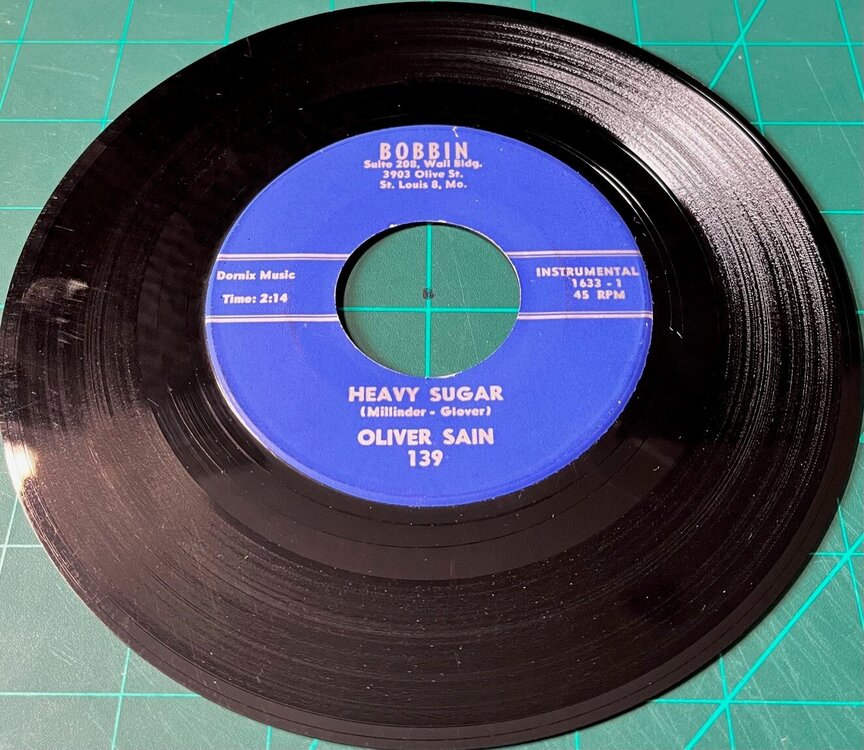 BOBBIN
Suite 208, Wall Bldg.
3903 Olive St.
St. Louis 8, Mo.
Dornix Music
Time: 2:14
INSTRUMENTAL
1633 - 1
45 RPM
HEAVY SUGAR
(Millinder - Glover)
OLIVER SAIN
139